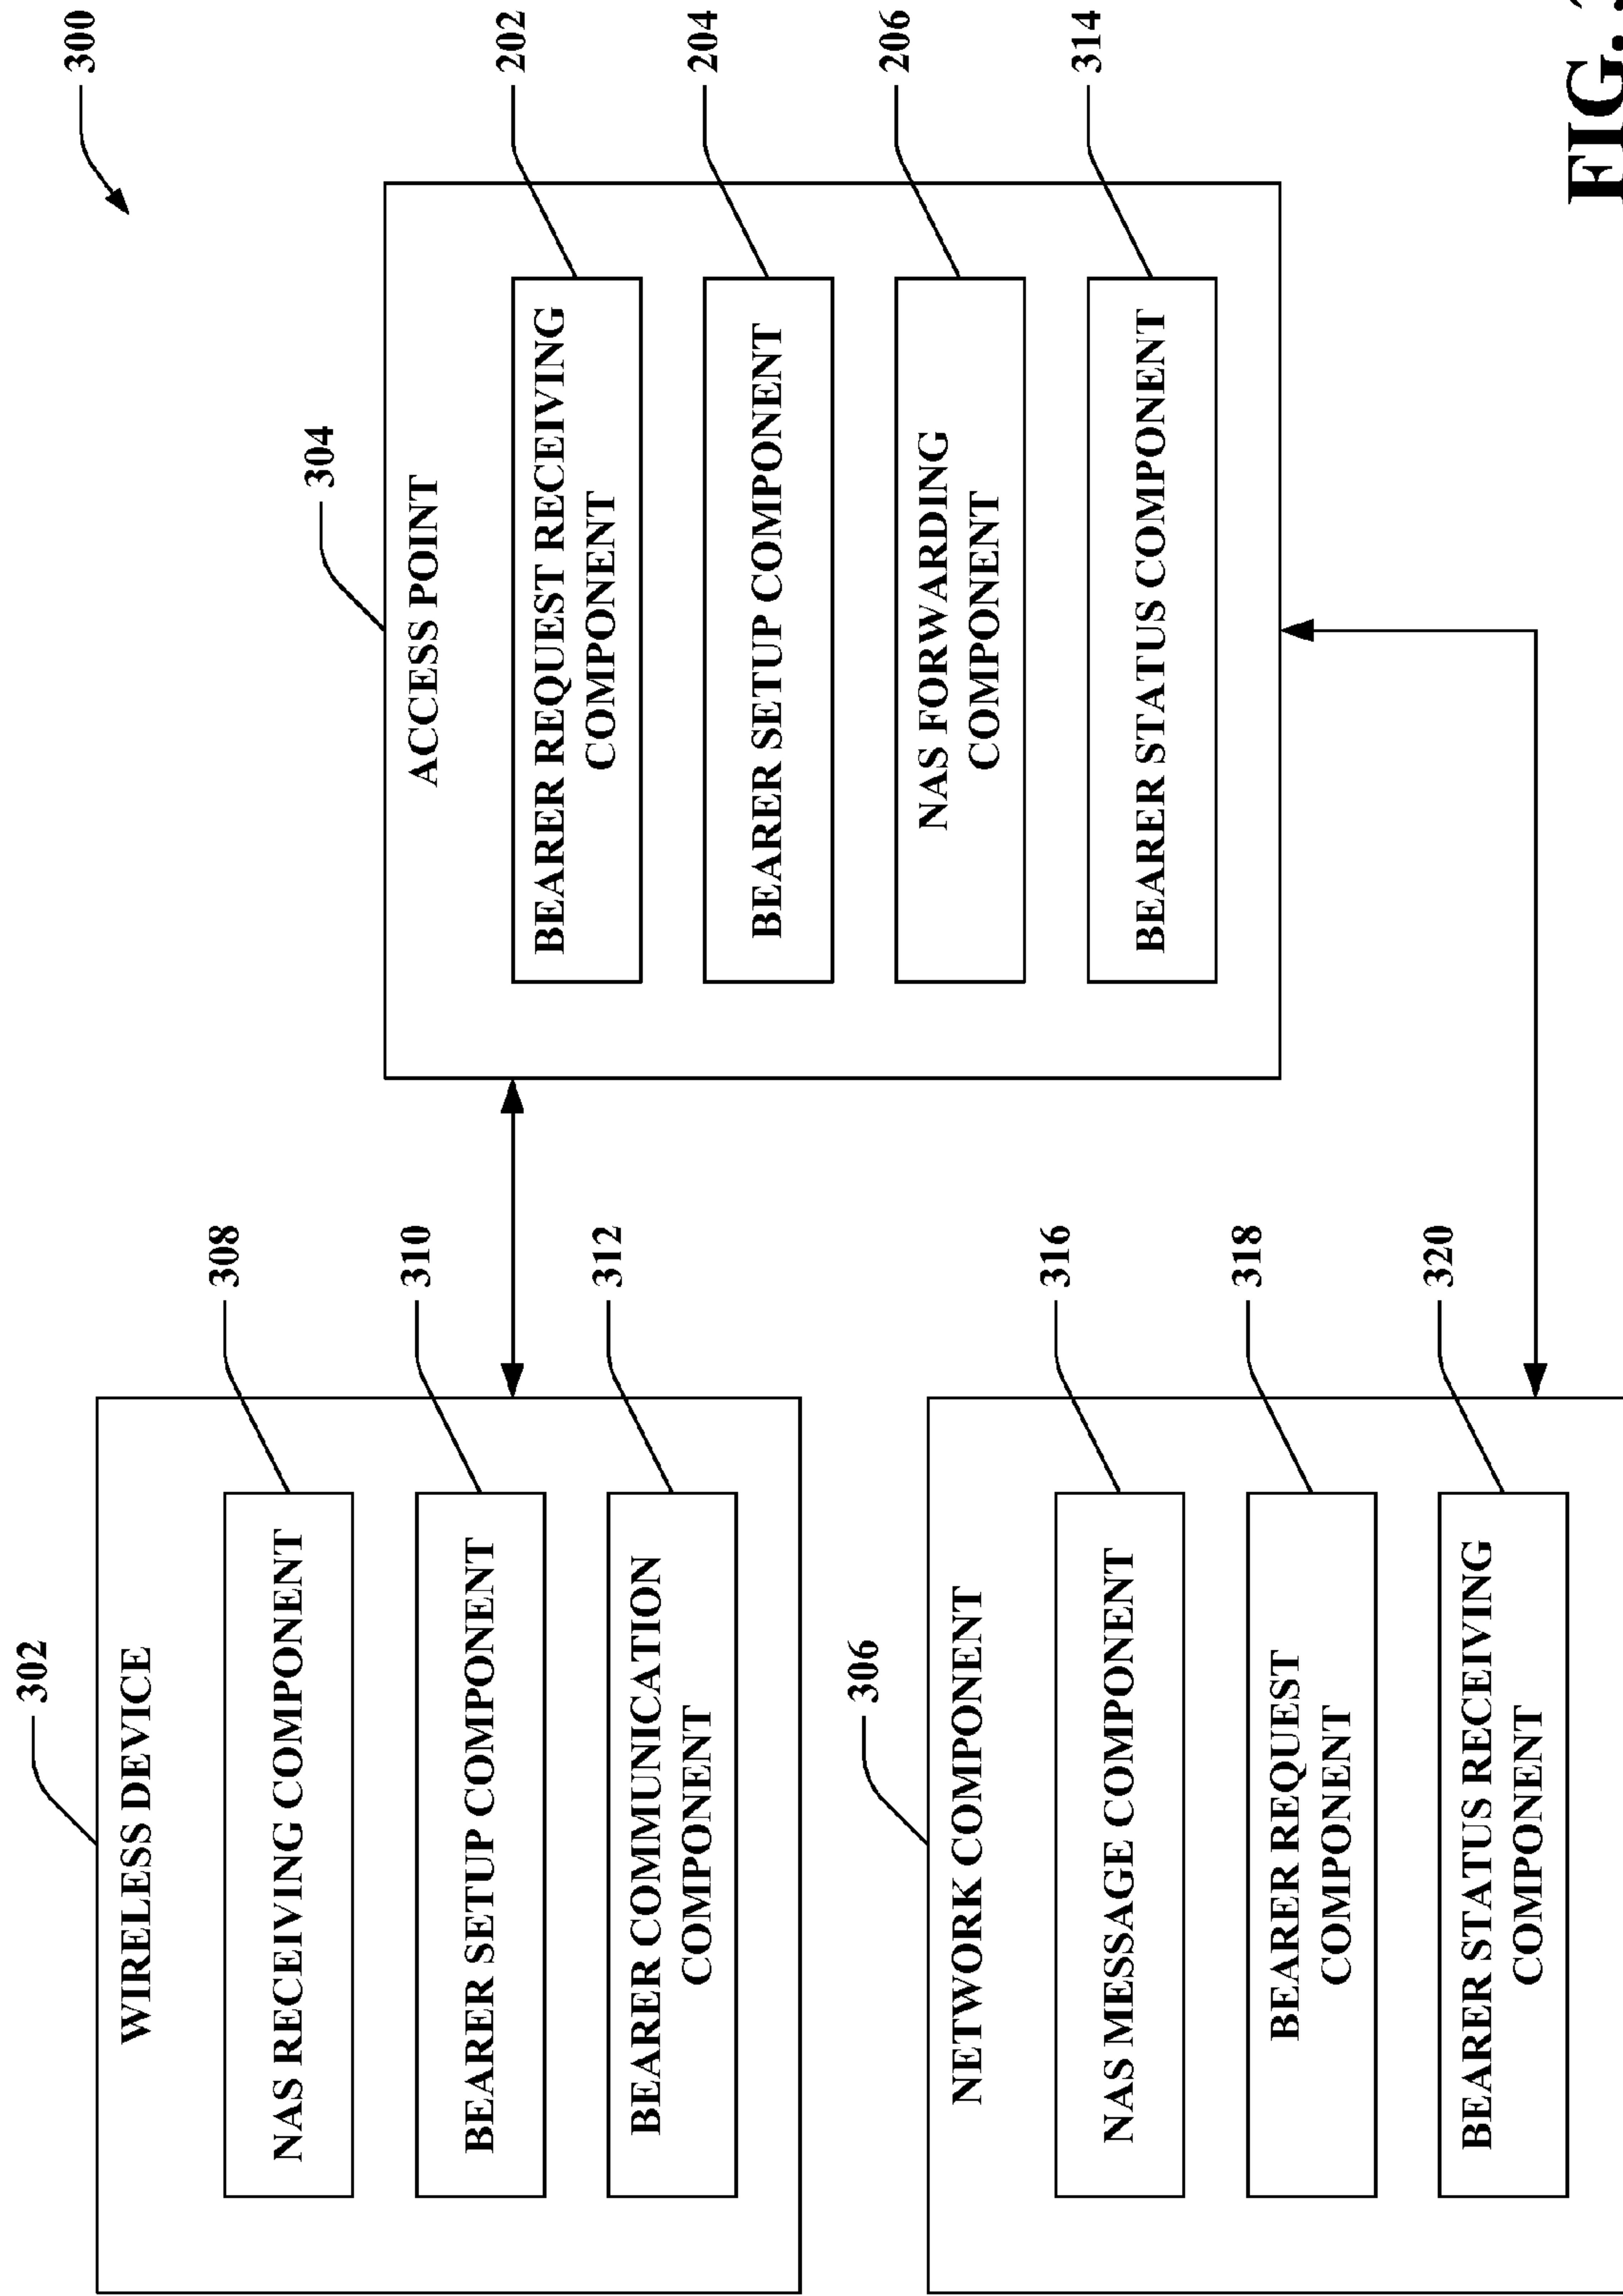 300
302
WIRELESS DEVICE
308
NAS RECEIVING COMPONENT
310
BEARER SETUP COMPONENT
312
BEARER COMMUNICATION
COMPONENT
304
ACCESS POINT
202
BEARER REQUEST RECEIVING
COMPONENT
204
BEARER SETUP COMPONENT
206
NAS FORWARDING
COMPONENT
314
BEARER STATUS COMPONENT
306
NETWORK COMPONENT
316
NAS MESSAGE COMPONENT
318
BEARER REQUEST
COMPONENT
320
BEARER STATUS RECEIVING
COMPONENT
FIG.